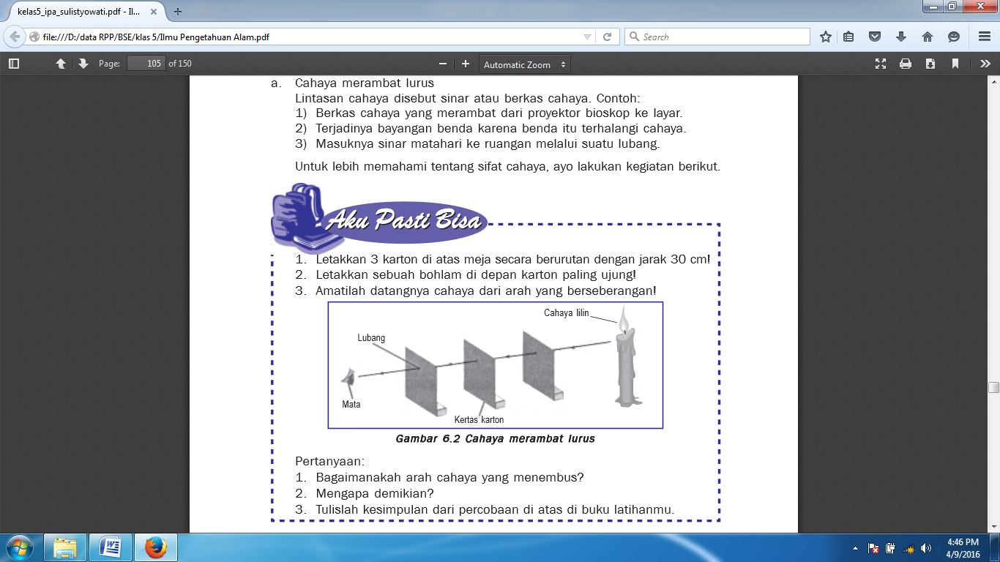 kelas5_ipa_sulistyowati.pdf - Il...
file:///D:/data RPP/BSE/klas 5/Ilmu Pengetahuan Alam.pdf
Search
Page: 105 of 150
Automatic Zoom
a. Cahaya merambat lurus
Lintasan cahaya disebut sinar atau berkas cahaya. Contoh:
1) Berkas cahaya yang merambat dari proyektor bioskop ke layar.
2) Terjadinya bayangan benda karena benda itu terhalangi cahaya.
3) Masuknya sinar matahari ke ruangan melalui suatu lubang.
Untuk lebih memahami tentang sifat cahaya, ayo lakukan kegiatan berikut.
Aku Pasti Bisa
1. Letakkan 3 karton di atas meja secara berurutan dengan jarak 30 cm!
2. Letakkan sebuah bohlam di depan karton paling ujung!
3. Amatilah datangnya cahaya dari arah yang berseberangan!
Cahaya lilin
Lubang
Mata
Kertas karton
Gambar 6.2 Cahaya merambat lurus
Pertanyaan:
1. Bagaimanakah arah cahaya yang menembus?
2. Mengapa demikian?
3. Tulislah kesimpulan dari percobaan di atas di buku latihanmu.
4:46 PM
4/9/2016